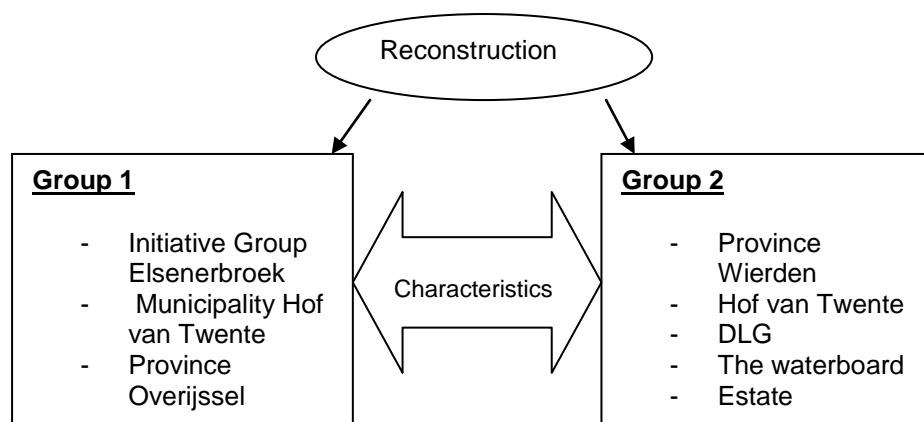 Reconstruction
Group 1
- Initiative Group
Elsenerbroek
- Municipality Hof
van Twente
- Province
Overijssel
Characteristics
Group 2
- Province
Wierden
- Hof van Twente
- DLG
- The waterboard
- Estate